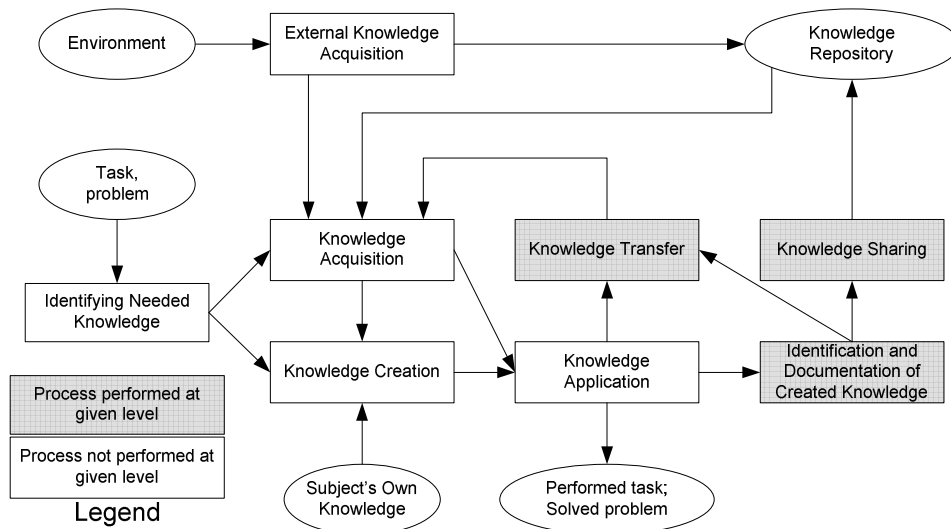 Environment
External Knowledge
Acquisition
Knowledge
Repository
Task,
problem
Knowledge
Acquisition
Knowledge Transfer
Knowledge Sharing
Identifying Needed
Knowledge
Knowledge Creation
Knowledge
Application
Identification and
Documentation of
Created Knowledge
Process performed at
given level
Process not performed at
given level
Legend
Subject's Own
Knowledge
Performed task;
Solved problem